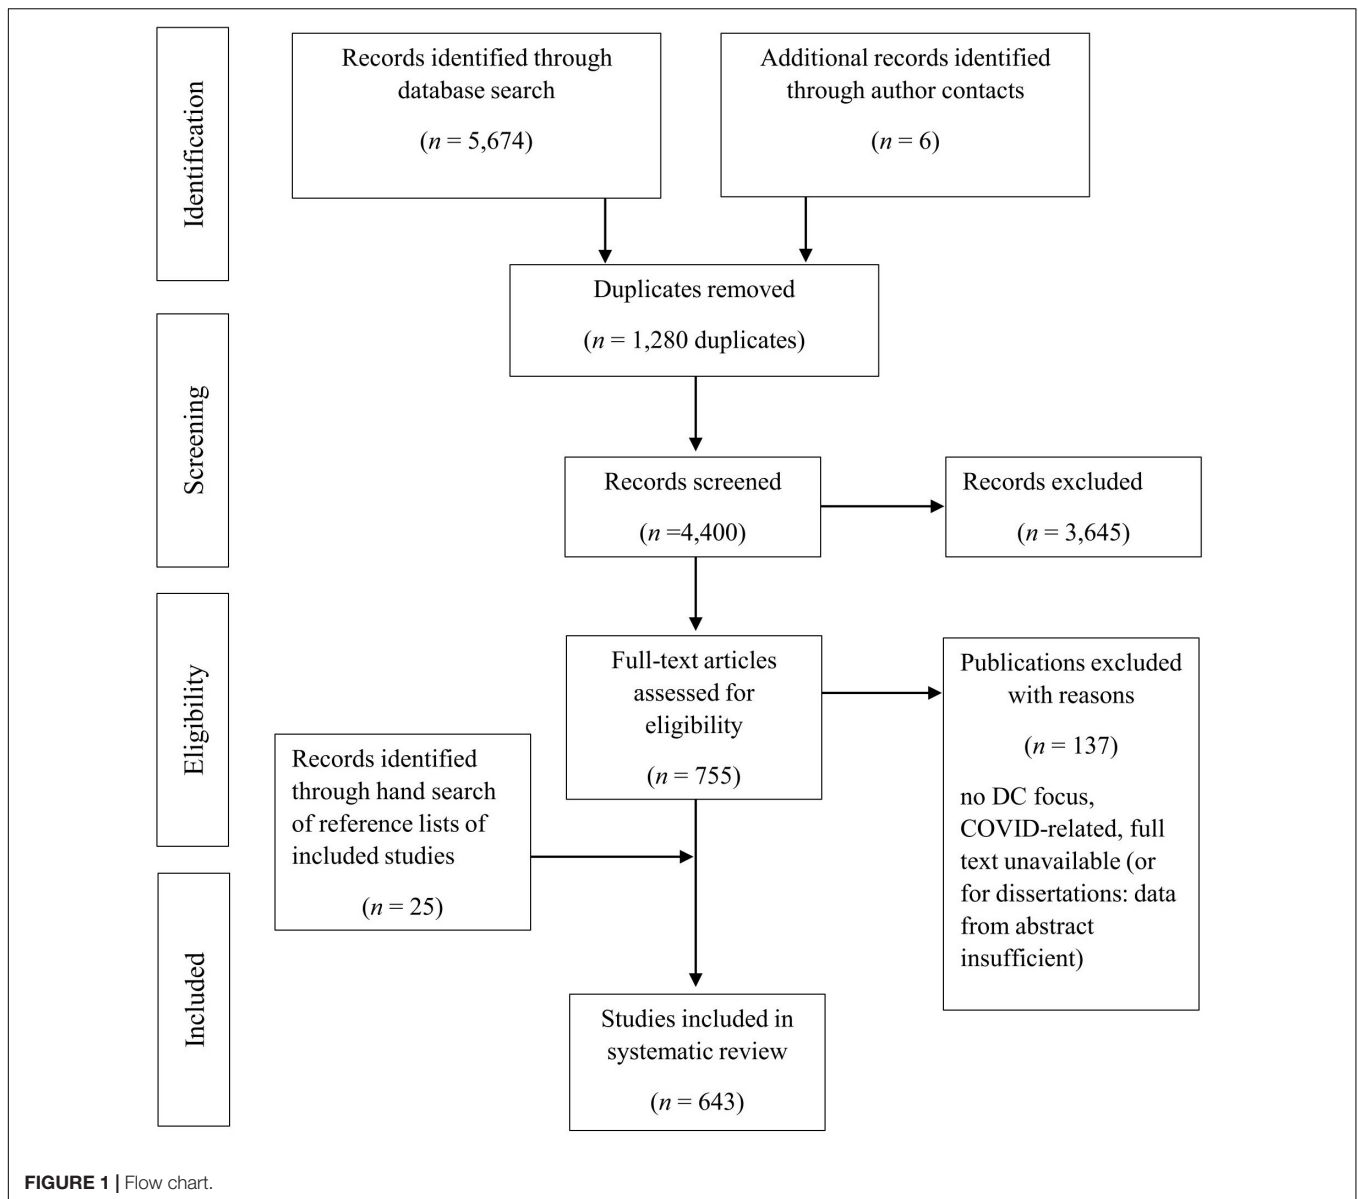 Identification
Records identified through
database search
(n = 5,674)
Additional records identified
through author contacts
(n = 6)
Duplicates removed
(n = 1,280 duplicates)
Screening
Records screened
(n =4,400)
Records excluded
(n = 3,645)
Eligibility
Full-text articles
assessed for
eligibility
(n = 755)
Publications excluded
with reasons
(n = 137)
no DC focus,
COVID-related, full
text unavailable (or
for dissertations: data
from abstract
insufficient)
Records identified
through hand search
of reference lists of
included studies
(n = 25)
Included
Studies included in
systematic review
(n = 643)
FIGURE 1 | Flow chart.